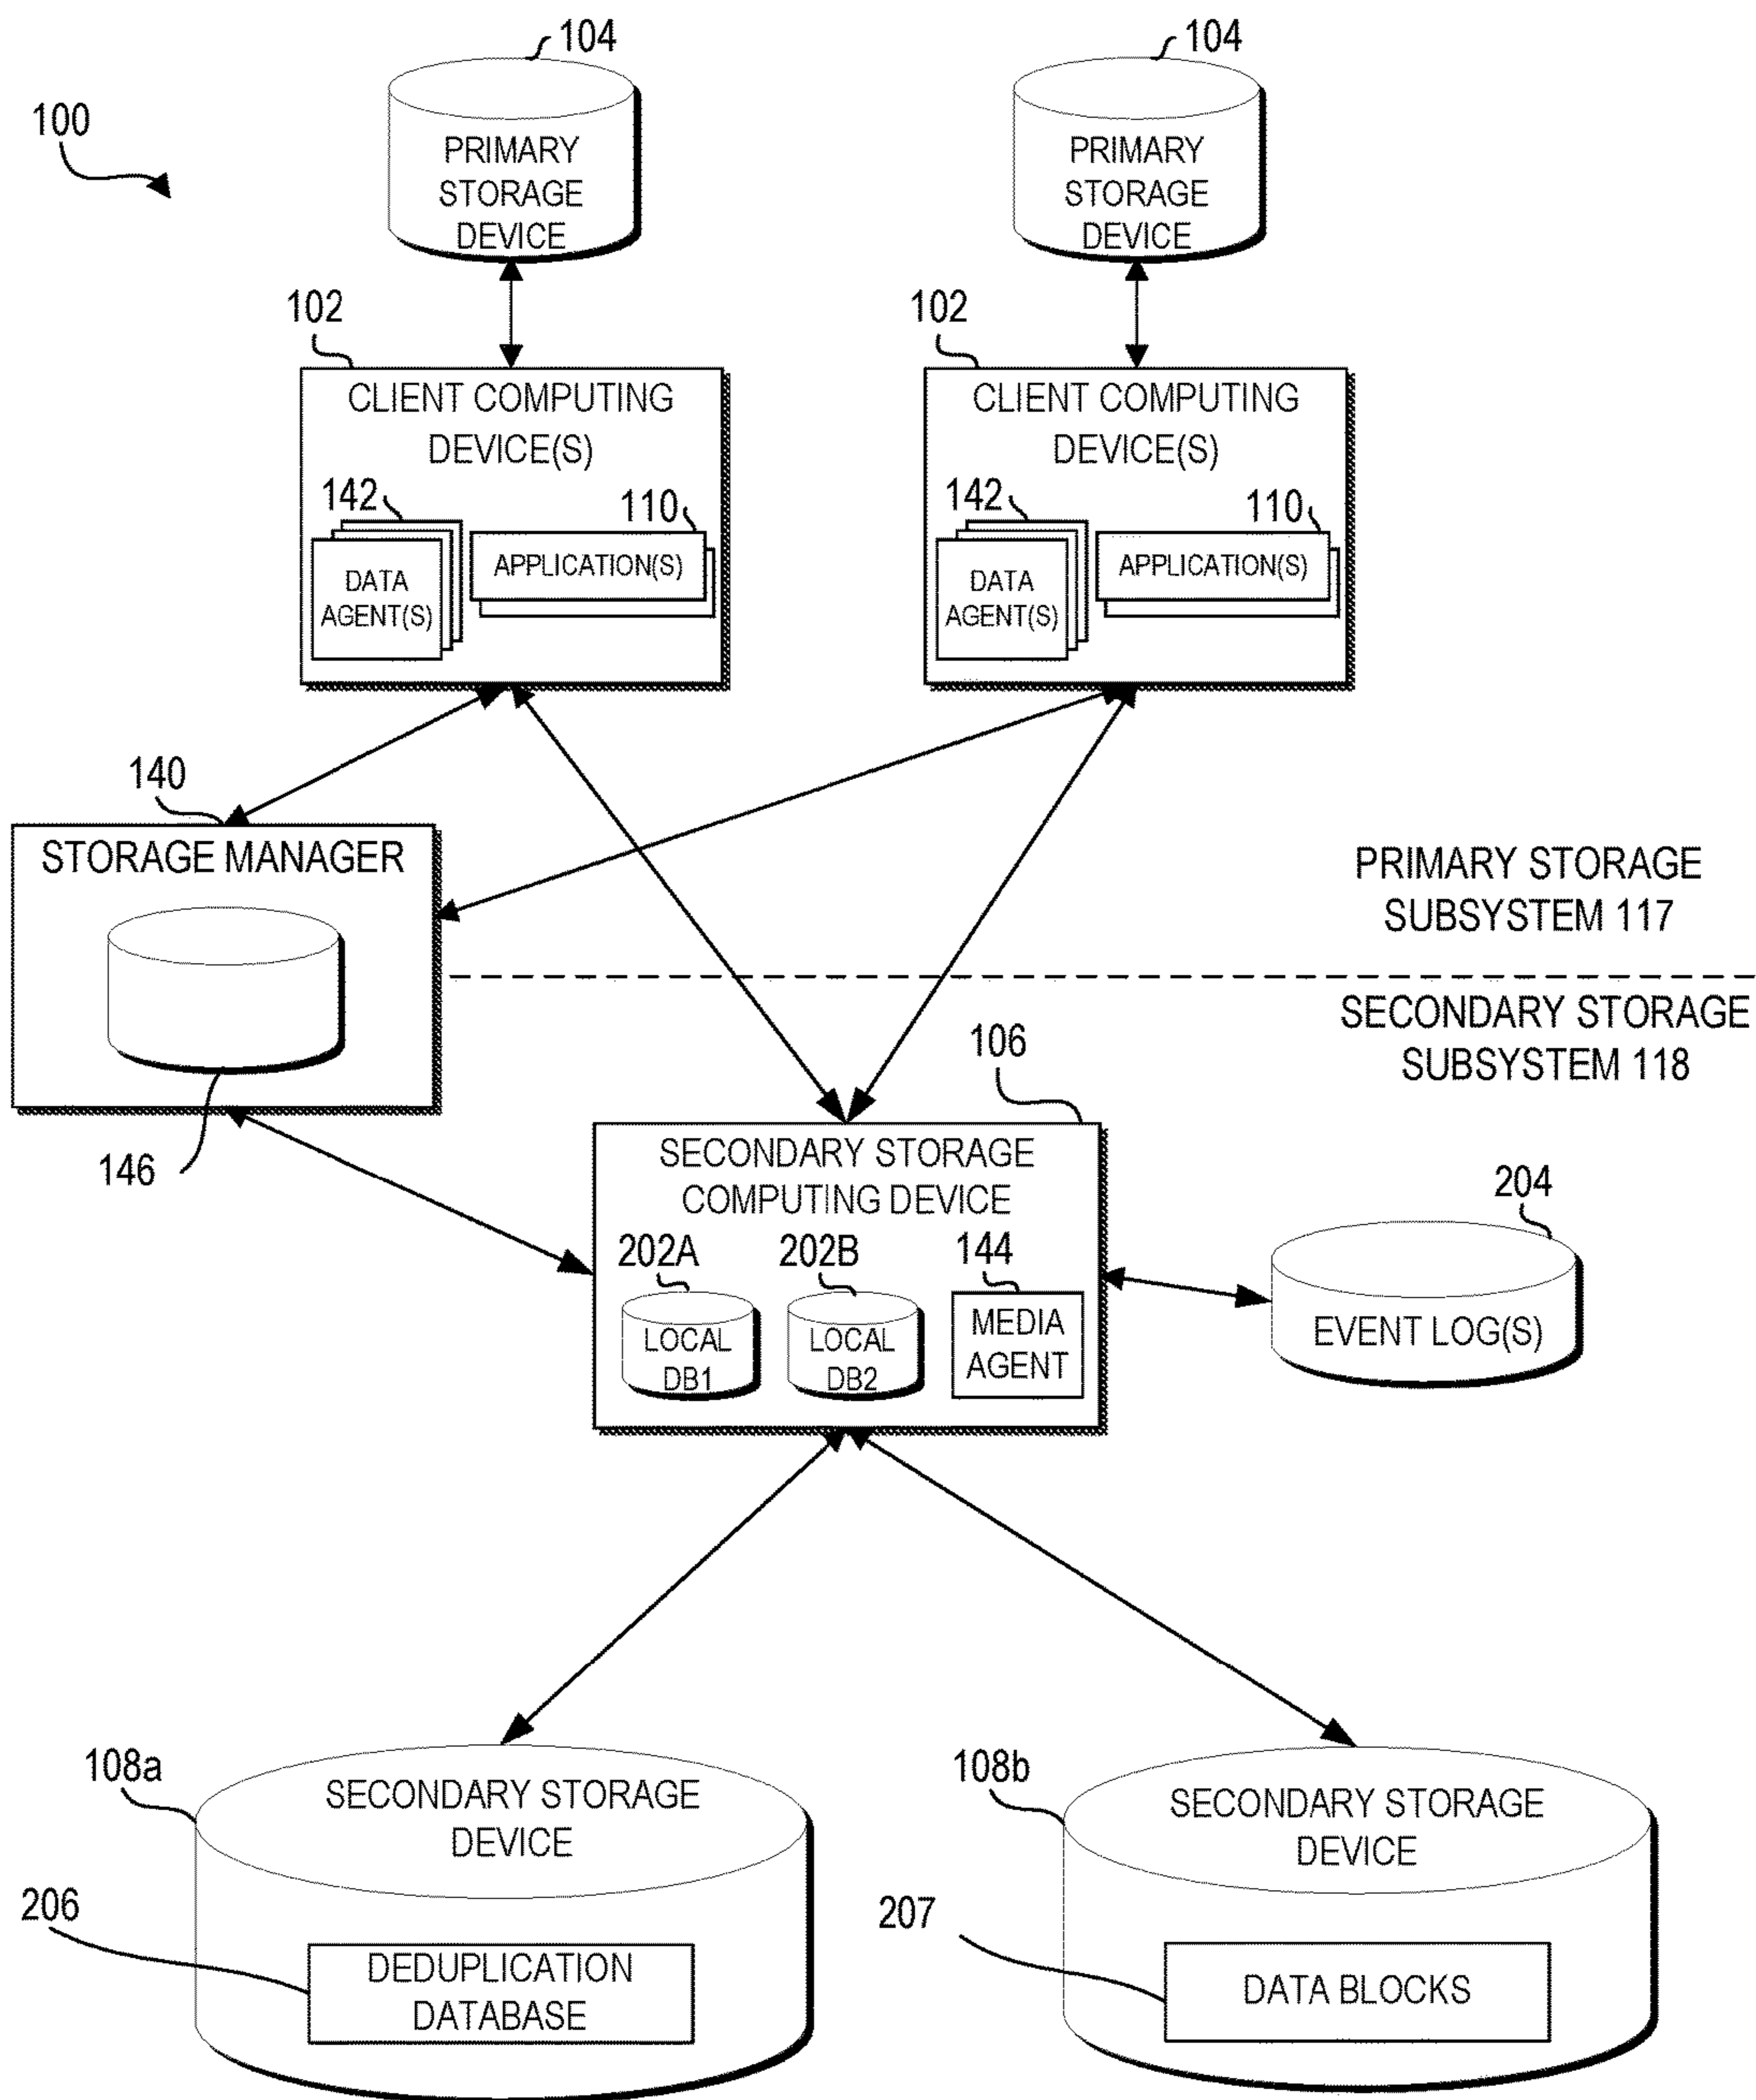 104
104
100
PRIMARY
STORAGE
DEVICE
PRIMARY
STORAGE
DEVICE
102
102
CLIENT COMPUTING
DEVICE(S)
CLIENT COMPUTING
DEVICE(S)
142
110
142
110
DATA
AGENT(S)
APPLICATION(S)
DATA
AGENT(S)
APPLICATION(S)
140
STORAGE MANAGER
PRIMARY STORAGE
SUBSYSTEM 117
SECONDARY STORAGE
SUBSYSTEM 118
106
146
SECONDARY STORAGE
COMPUTING DEVICE
204
202A
202B
144
LOCAL
DB1
LOCAL
DB2
MEDIA
AGENT
EVENT LOG(S)
108a
SECONDARY STORAGE
DEVICE
108b
SECONDARY STORAGE
DEVICE
206
207
DEDUPLICATION
DATABASE
DATA BLOCKS